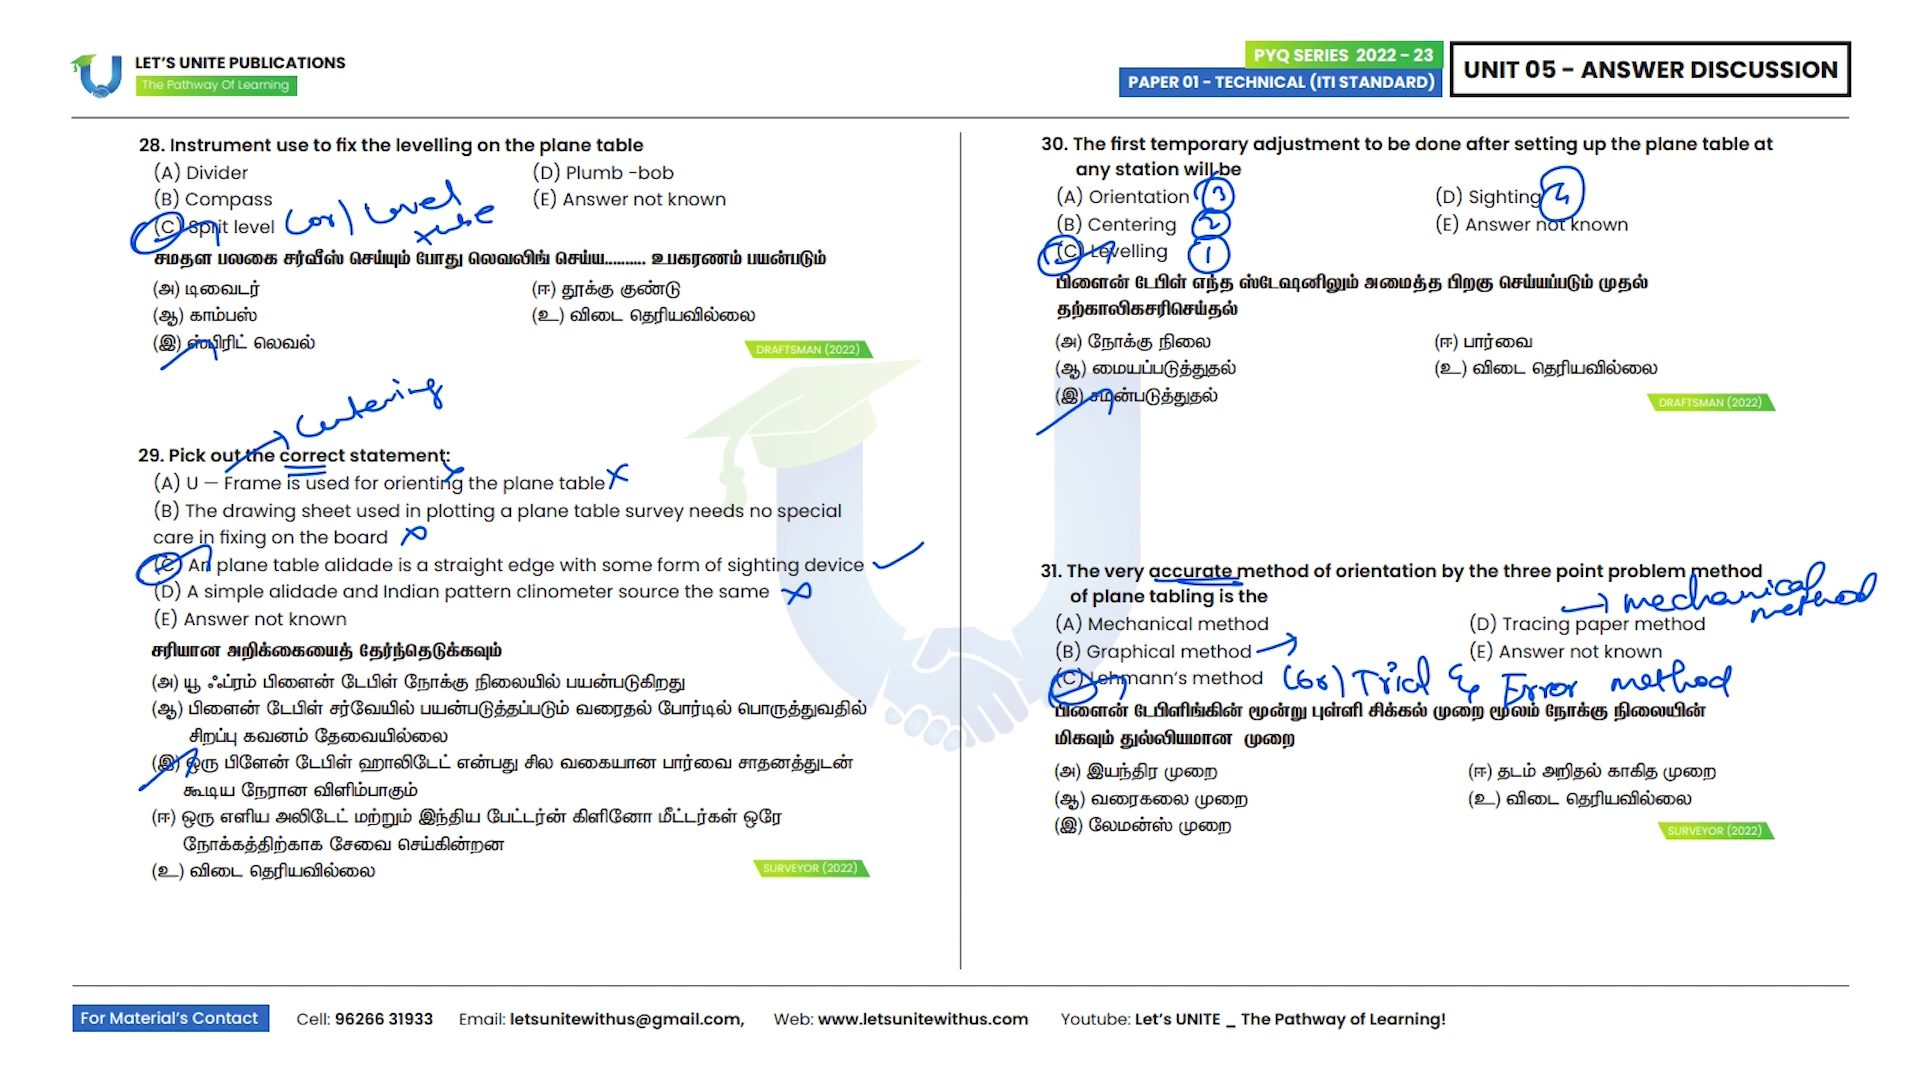 LET'S UNITE PUBLICATIONS
The Pathway Of Learning
PYQ SERIES 2022 - 23
PAPER 01 - TECHNICAL (ITI STANDARD)
UNIT 05 - ANSWER DISCUSSION
28. Instrument use to fix the levelling on the plane table
(A) Divider (D) Plumb -bob
(B) Compass (E) Answer not known
(C) Sprit level (or) Level tube
சமதள பலகை சர்வீஸ் செய்யும் போது லெவலிங் செய்ய.......... உபகரணம் பயன்படும்
(அ) டிவைடர் (ஈ) தூக்கு குண்டு
(ஆ) காம்பஸ் (உ) விடை தெரியவில்லை
(இ) ஸ்பிரிட் லெவல்
DRAFTSMAN (2022)
→ Centering
29. Pick out the correct statement:
(A) U — Frame is used for orienting the plane table
(B) The drawing sheet used in plotting a plane table survey needs no special
care in fixing on the board
(C) An plane table alidade is a straight edge with some form of sighting device
(D) A simple alidade and Indian pattern clinometer source the same
(E) Answer not known
சரியான அறிக்கையைத் தேர்ந்தெடுக்கவும்
(அ) யூ ஃப்ரம் பிளைன் டேபிள் நோக்கு நிலையில் பயன்படுகிறது
(ஆ) பிளைன் டேபிள் சர்வேயில் பயன்படுத்தப்படும் வரைதல் போர்டில் பொருத்துவதில்
சிறப்பு கவனம் தேவையில்லை
(இ) ஒரு பிளேன் டேபிள் ஹாலிடேட் என்பது சில வகையான பார்வை சாதனத்துடன்
கூடிய நேரான விளிம்பாகும்
(ஈ) ஒரு எளிய அலிடேட் மற்றும் இந்திய பேட்டர்ன் கிளினோ மீட்டர்கள் ஒரே
நோக்கத்திற்காக சேவை செய்கின்றன
(உ) விடை தெரியவில்லை
SURVEYOR (2022)
30. The first temporary adjustment to be done after setting up the plane table at
any station will be
(A) Orientation 3 (D) Sighting 4
(B) Centering 2 (E) Answer not known
(C) Levelling 1
பிளைன் டேபிள் எந்த ஸ்டேஷனிலும் அமைத்த பிறகு செய்யப்படும் முதல்
தற்காலிகசரிசெய்தல்
(அ) நோக்கு நிலை (ஈ) பார்வை
(ஆ) மையப்படுத்துதல் (உ) விடை தெரியவில்லை
(இ) சமன்படுத்துதல்
DRAFTSMAN (2022)
31. The very accurate method of orientation by the three point problem method
of plane tabling is the
→ mechanical method
(A) Mechanical method (D) Tracing paper method
(B) Graphical method → (E) Answer not known
(C) Lehmann's method (or) Trial & Error method
பிளைன் டேபிளிங்கின் மூன்று புள்ளி சிக்கல் முறை மூலம் நோக்கு நிலையின்
மிகவும் துல்லியமான முறை
(அ) இயந்திர முறை (ஈ) தடம் அறிதல் காகித முறை
(ஆ) வரைகலை முறை (உ) விடை தெரியவில்லை
(இ) லேமன்ஸ் முறை
SURVEYOR (2022)
For Material's Contact Cell: 96266 31933 Email: letsunitewithus@gmail.com, Web: www.letsunitewithus.com Youtube: Let's UNITE _ The Pathway of Learning!